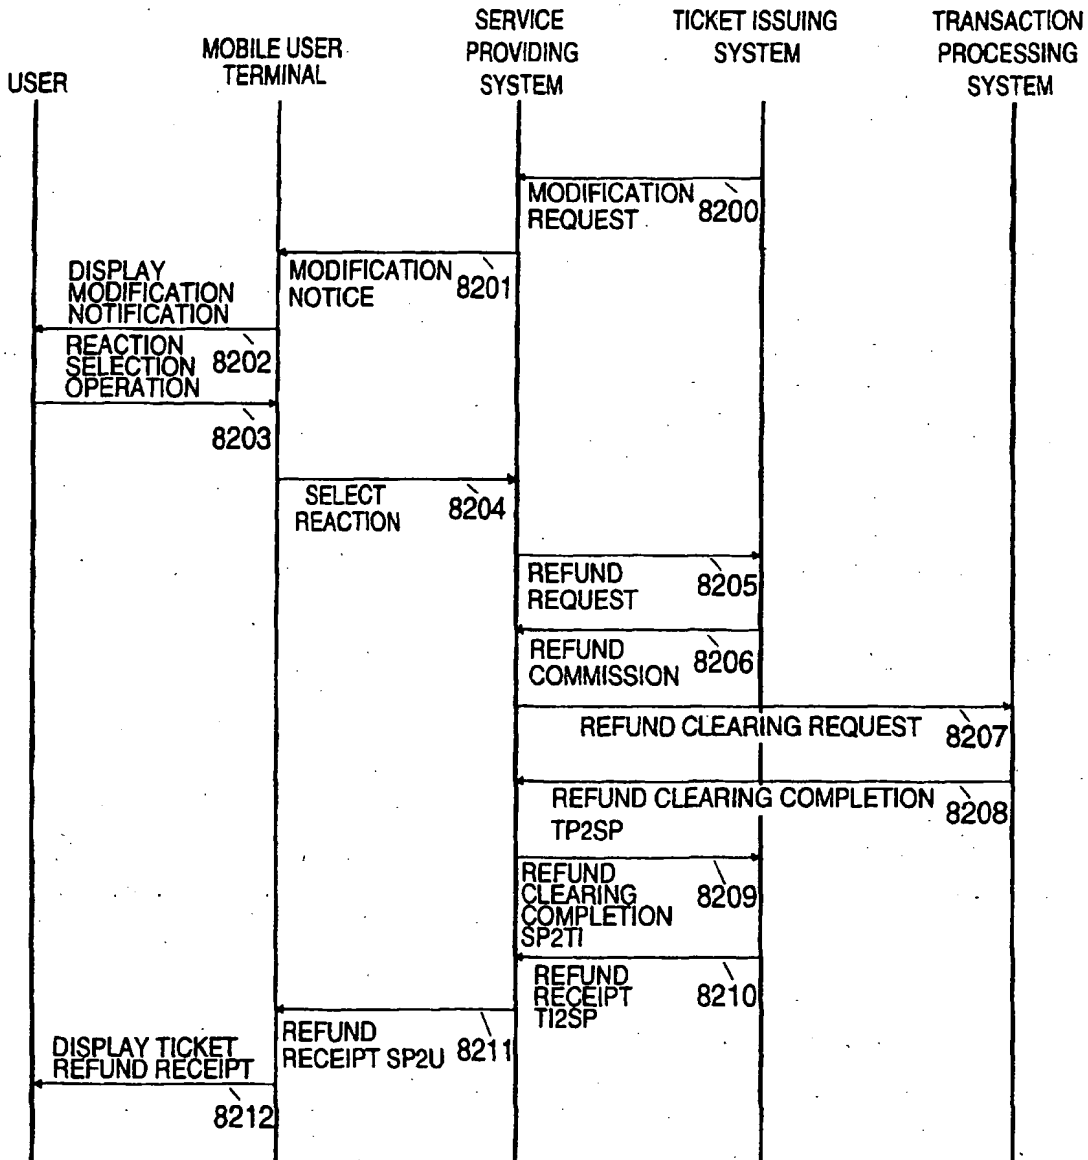 USER
MOBILE USER
TERMINAL
SERVICE
PROVIDING
SYSTEM
TICKET ISSUING
SYSTEM
TRANSACTION
PROCESSING
SYSTEM
MODIFICATION
REQUEST
8200
MODIFICATION
NOTICE
8201
DISPLAY
MODIFICATION
NOTIFICATION
8202
REACTION
SELECTION
OPERATION
8203
SELECT
REACTION
8204
REFUND
REQUEST
8205
REFUND
COMMISSION
8206
REFUND CLEARING REQUEST
8207
REFUND CLEARING COMPLETION
TP2SP
8208
REFUND
CLEARING
COMPLETION
SP2TI
8209
REFUND
RECEIPT
TI2SP
8210
REFUND
RECEIPT SP2U
8211
DISPLAY TICKET
REFUND RECEIPT
8212